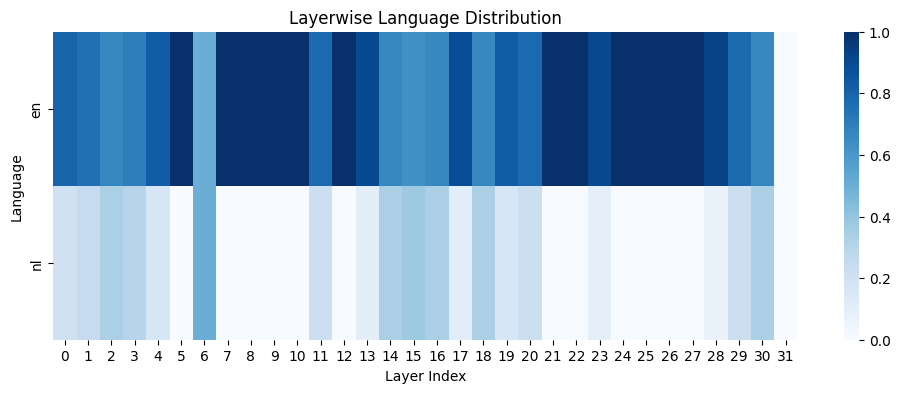 Layerwise Language Distribution
Language
en
nl
0 1 2 3 4 5 6 7 8 9 10 11 12 13 14 15 16 17 18 19 20 21 22 23 24 25 26 27 28 29 30 31
Layer Index
1.0
0.8
0.6
0.4
0.2
0.0